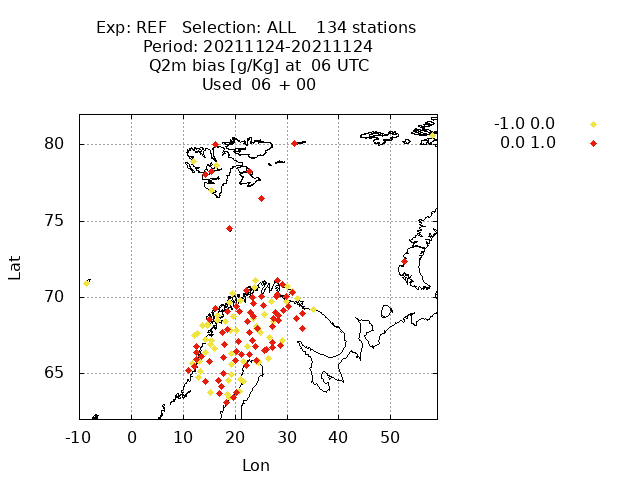 Exp: REF   Selection: ALL    134 stations
Period: 20211124-20211124
Q2m bias [g/Kg] at  06 UTC
Used  06 + 00
-1.0 0.0
0.0 1.0
80
75
70
65
Lat
-10 0 10 20 30 40 50
Lon